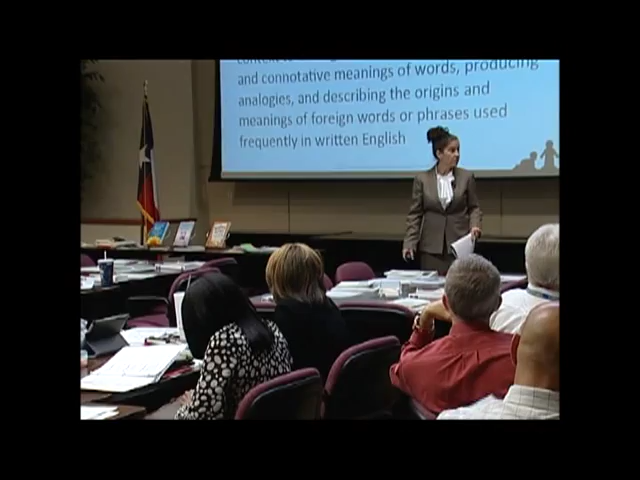 and connotative meanings of words, producing
analogies, and describing the origins and
meanings of foreign words or phrases used
frequently in written English